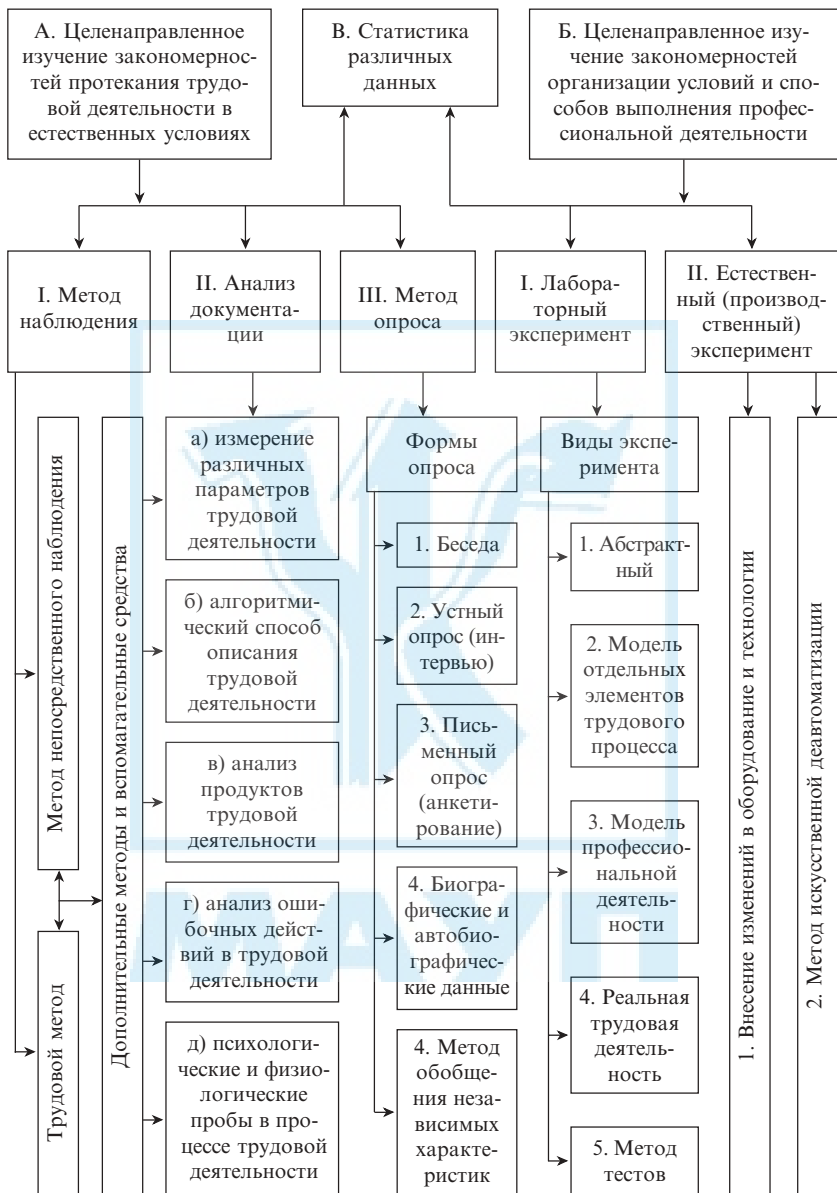 А. Целенаправленное
изучение закономернос-
тей протекания трудо-
вой деятельности в
естественных условиях
В. Статистика
различных
данных
Б. Целенаправленное изу-
чение закономерностей
организации условий и спо-
собов выполнения профес-
сиональной деятельности
I. Метод
наблюдения
II. Анализ
документа-
ции
III. Метод
опроса
I. Лабора-
торный
эксперимент
II. Естествен-
ный (производ-
ственный)
эксперимент
Метод непосредственного наблюдения
Трудовой метод
Дополнительные методы и вспомагательные средства
а) измерение
различных
параметров
трудовой
деятельности
б) алгоритми-
ческий способ
описания
трудовой
деятельности
в) анализ
продуктов
трудовой
деятельности
г) анализ оши-
бочных дейст-
вий в трудовой
деятельности
д) психологи-
ческие и физио-
логические
пробы в про-
цессе трудовой
деятельности
Формы
опроса
1. Беседа
2. Устный
опрос (ин-
тервью)
3. Пись-
менный
опрос
(анкети-
рование)
4. Биогра-
фические и
автобио-
графичес-
кие данные
4. Метод
обобще-
ния неза-
висимых
характе-
ристик
Виды экспе-
римента
1. Абстракт-
ный
2. Модель
отдельных
элементов
трудового
процесса
3. Модель
профессио-
нальной
деятель-
ности
4. Реальная
трудовая
деятель-
ность
5. Метод
тестов
1. Внесение изменений в оборудование и технологии
2. Метод искусственной деавтоматизации
МАУП